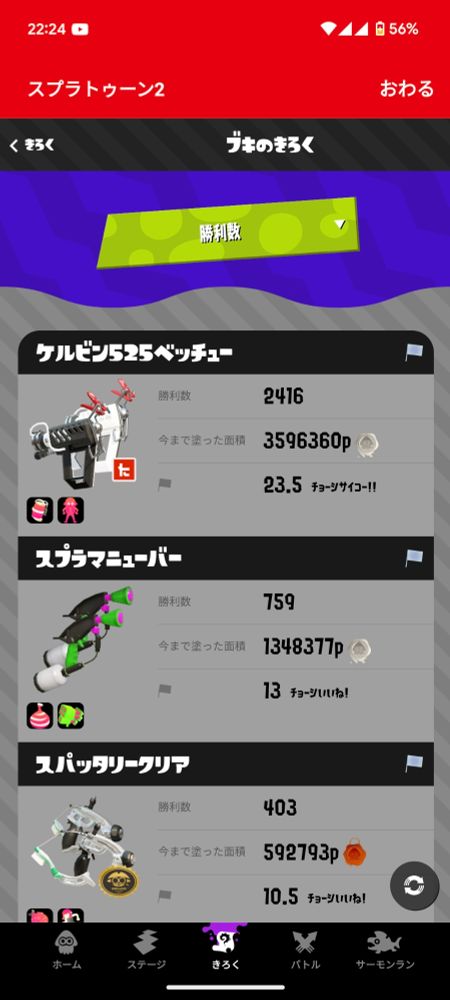 22:24
56%
スプラトゥーン2
おわる
きろく
ブキのきろく
勝利数
ケルビン525ベッチュー
勝利数
2416
今まで塗った面積
3596360p
た
23.5 チョーシサイコー!!
スプラマニューバー
勝利数
759
今まで塗った面積
1348377p
13 チョーシいいね!
スパッタリークリア
勝利数
403
今まで塗った面積
592793p
10.5 チョーシいいね!
ホーム
ステージ
きろく
バトル
サーモンラン